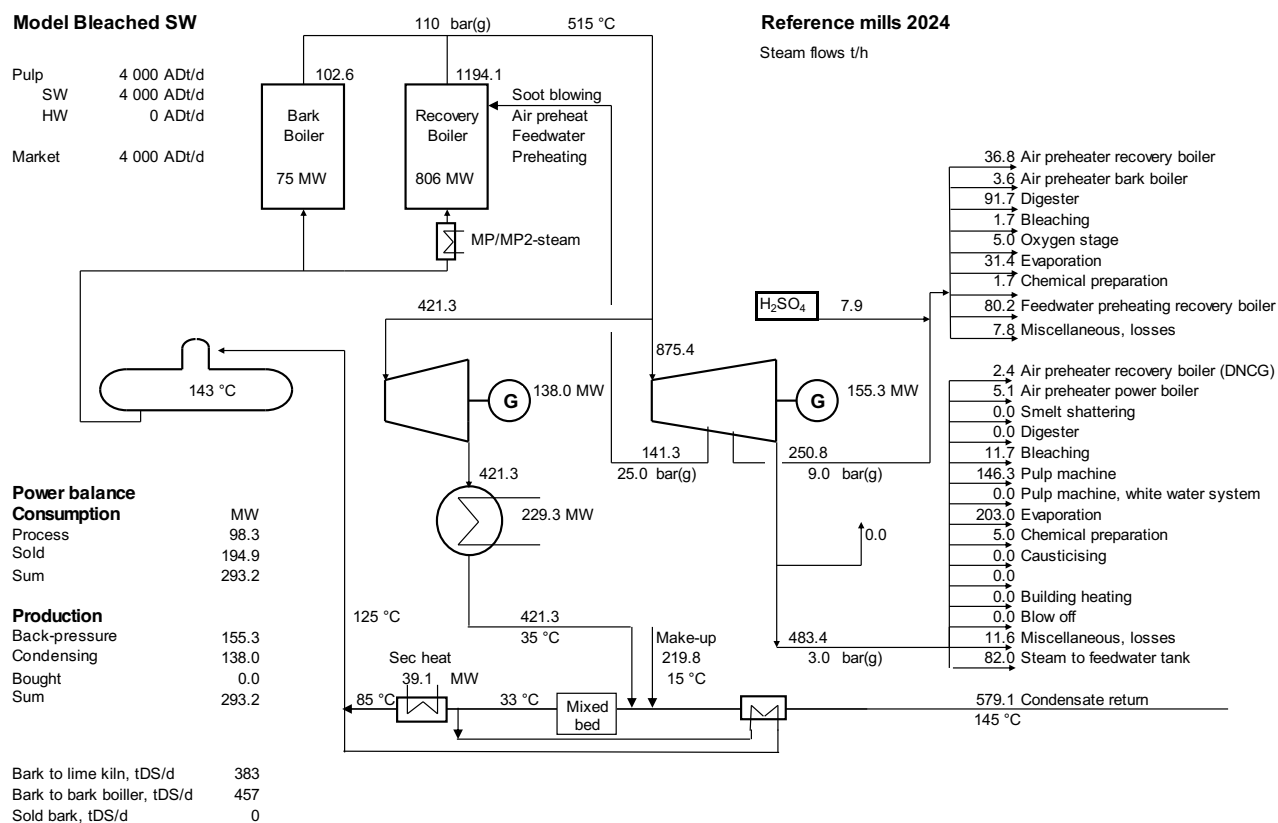 Model Bleached SW
Reference mills 2024
Steam flows t/h
110 bar(g) 515 °C
Pulp 4 000 ADt/d
SW 4 000 ADt/d
HW 0 ADt/d
Market 4 000 ADt/d
102.6
1194.1
Bark
Boiler
75 MW
Recovery
Boiler
806 MW
Soot blowing
Air preheat
Feedwater
Preheating
MP/MP2-steam
36.8 Air preheater recovery boiler
3.6 Air preheater bark boiler
91.7 Digester
1.7 Bleaching
5.0 Oxygen stage
31.4 Evaporation
1.7 Chemical preparation
80.2 Feedwater preheating recovery boiler
7.8 Miscellaneous, losses
H2SO4 7.9
421.3
875.4
143 °C
G 138.0 MW
G 155.3 MW
141.3
25.0 bar(g)
250.8
9.0 bar(g)
2.4 Air preheater recovery boiler (DNCG)
5.1 Air preheater power boiler
0.0 Smelt shattering
0.0 Digester
11.7 Bleaching
146.3 Pulp machine
0.0 Pulp machine, white water system
203.0 Evaporation
5.0 Chemical preparation
0.0 Causticising
0.0
0.0 Building heating
0.0 Blow off
11.6 Miscellaneous, losses
82.0 Steam to feedwater tank
421.3
229.3 MW
0.0
483.4
3.0 bar(g)
Power balance
Consumption MW
Process 98.3
Sold 194.9
Sum 293.2
Production
Back-pressure 155.3
Condensing 138.0
Bought 0.0
Sum 293.2
125 °C
421.3
35 °C
Make-up
219.8
15 °C
Sec heat
39.1 MW
85 °C
33 °C
Mixed
bed
579.1 Condensate return
145 °C
Bark to lime kiln, tDS/d 383
Bark to bark boiller, tDS/d 457
Sold bark, tDS/d 0